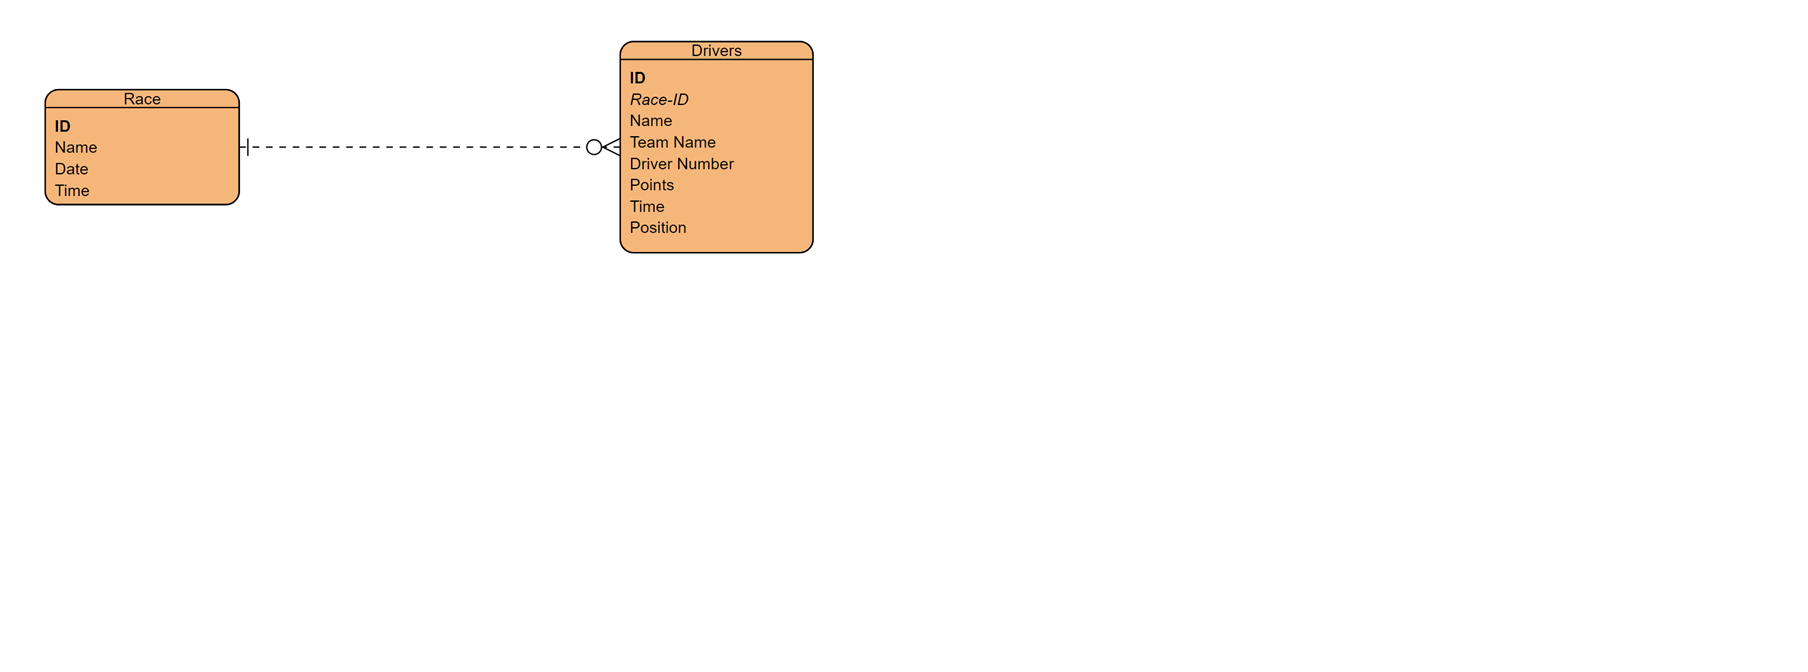 Race
ID
Name
Date
Time
Drivers
ID
Race-ID
Name
Team Name
Driver Number
Points
Time
Position